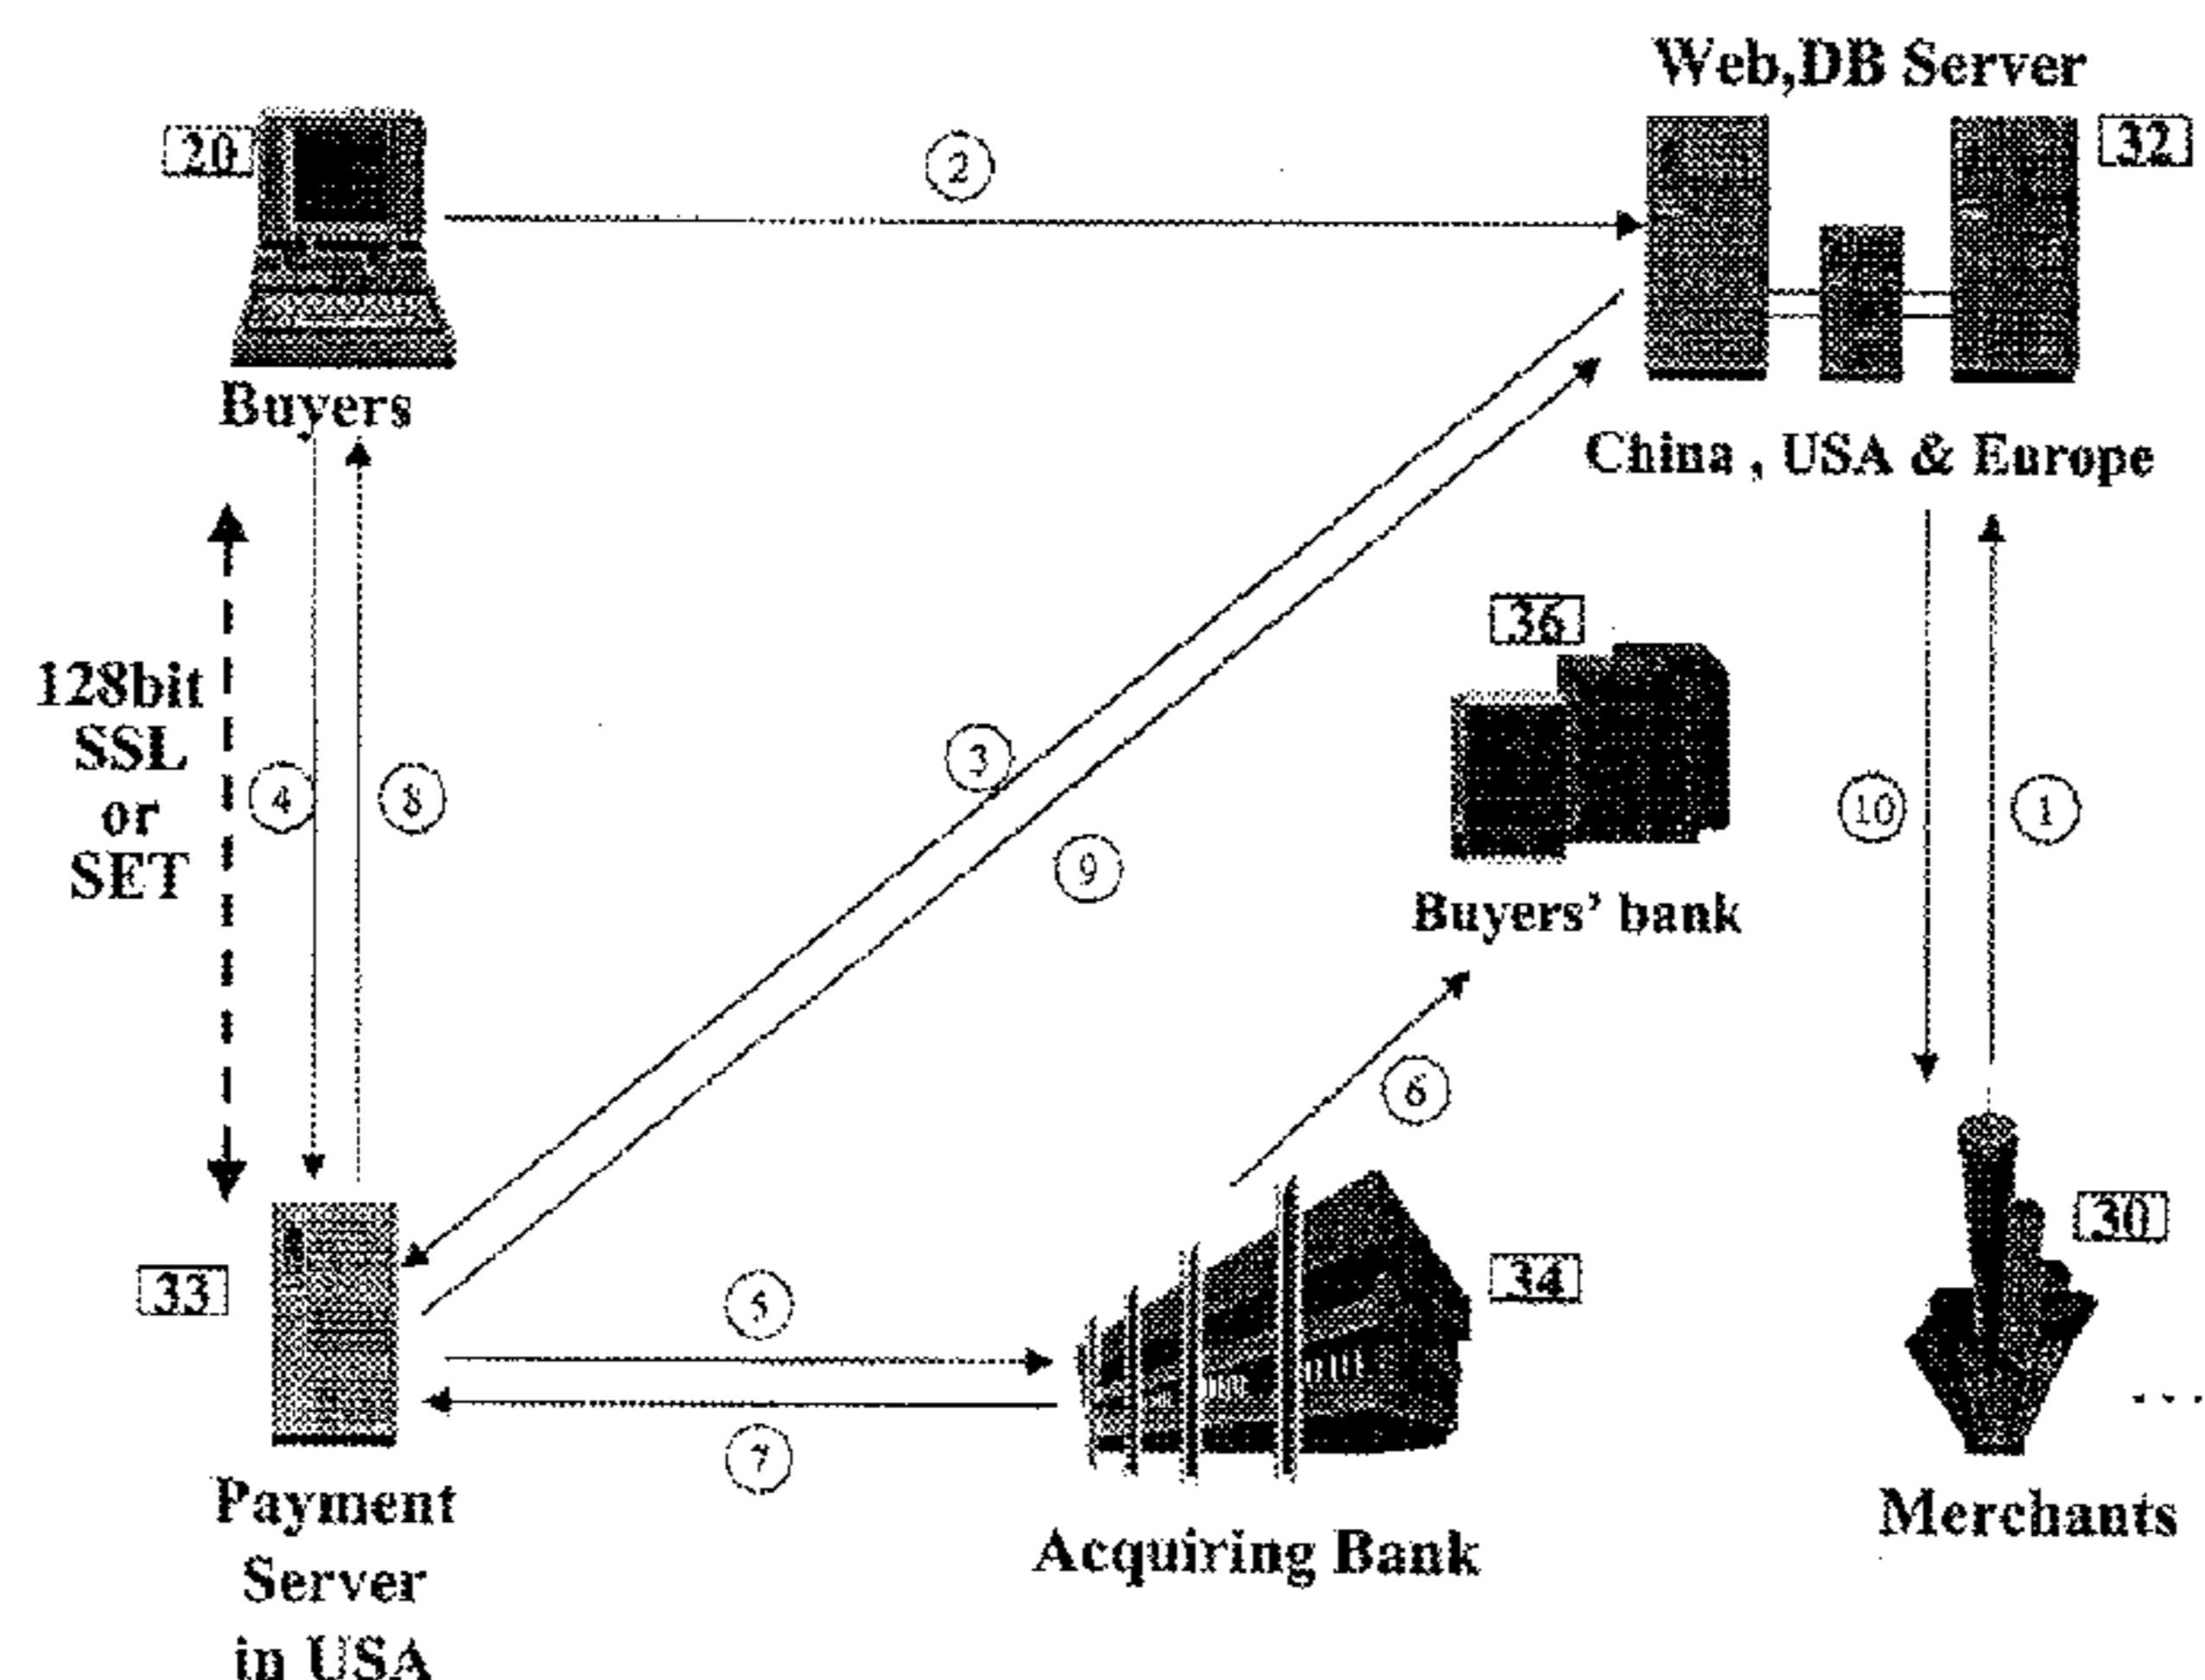 Web,DB Server
20
32
2
Buyers
China , USA & Europe
36
128bit
SSL
or
SET
4
8
3
9
10
1
Buyers' bank
6
30
33
5
34
7
Payment
Server
in USA
Acquiring Bank
Merchants
...